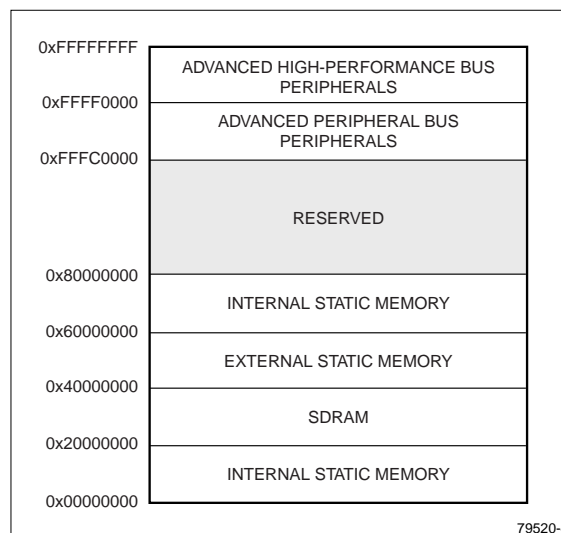 0xFFFFFFFF
ADVANCED HIGH-PERFORMANCE BUS
PERIPHERALS
0xFFFF0000
ADVANCED PERIPHERAL BUS
PERIPHERALS
0xFFFC0000
RESERVED
0x80000000
INTERNAL STATIC MEMORY
0x60000000
EXTERNAL STATIC MEMORY
0x40000000
SDRAM
0x20000000
INTERNAL STATIC MEMORY
0x00000000
79520-